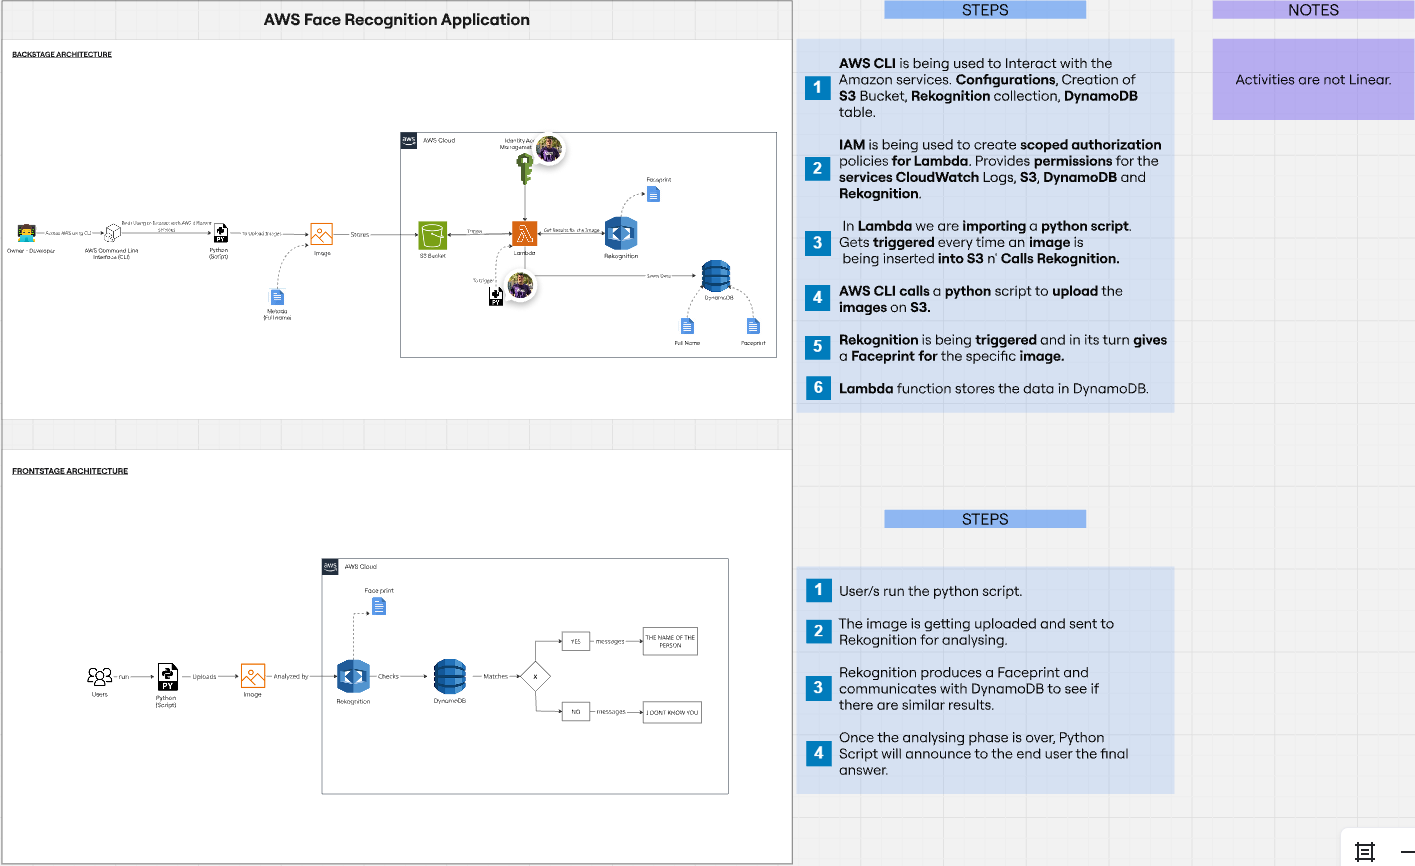 AWS Face Recognition Application
BACKSTAGE ARCHITECTURE
aws
AWS Cloud
Identity
Management
Faceprint
Owner - Developer
Access AWS using CLI
AWS Command Line
Interface (CLI)
PY
Python
(Script)
To Upload Images
Image
Stores
S3 Bucket
Trigger
Lambda
Get Results for the Image
Rekognition
To trigger
PY
Saves Data
DynamoDB
Full Name
Faceprint
(Full name)
FRONTSTAGE ARCHITECTURE
aws
AWS Cloud
Face print
Users
run
PY
Python
(Script)
Uploads
Image
Analyzed by
Rekognition
Checks
DynamoDB
Matches
X
YES
messages
THE NAME OF THE
PERSON
NO
messages
I DONT KNOW YOU
STEPS
1
AWS CLI is being used to Interact with the
Amazon services. Configurations, Creation of
S3 Bucket, Rekognition collection, DynamoDB
table.
2
IAM is being used to create scoped authorization
policies for Lambda. Provides permissions for the
services CloudWatch Logs, S3, DynamoDB and
Rekognition.
3
In Lambda we are importing a python script.
Gets triggered every time an image is
being inserted into S3 n' Calls Rekognition.
4
AWS CLI calls a python script to upload the
images on S3.
5
Rekognition is being triggered and in its turn gives
a Faceprint for the specific image.
6
Lambda function stores the data in DynamoDB.
NOTES
Activities are not Linear.
STEPS
1
User/s run the python script.
2
The image is getting uploaded and sent to
Rekognition for analysing.
3
Rekognition produces a Faceprint and
communicates with DynamoDB to see if
there are similar results.
4
Once the analysing phase is over, Python
Script will announce to the end user the final
answer.